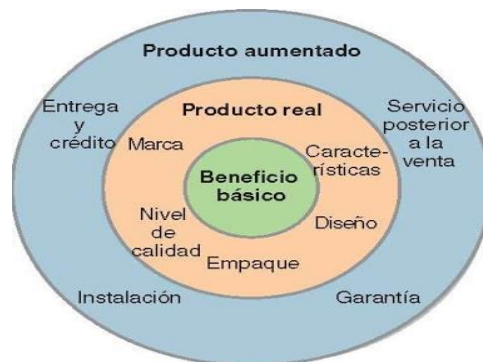 Producto aumentado
Entrega
y
crédito
Producto real
Servicio
posterior
a la
venta
Marca
Caracte-
rísticas
Beneficio
básico
Nivel
de
calidad
Diseño
Empaque
Instalación
Garantía